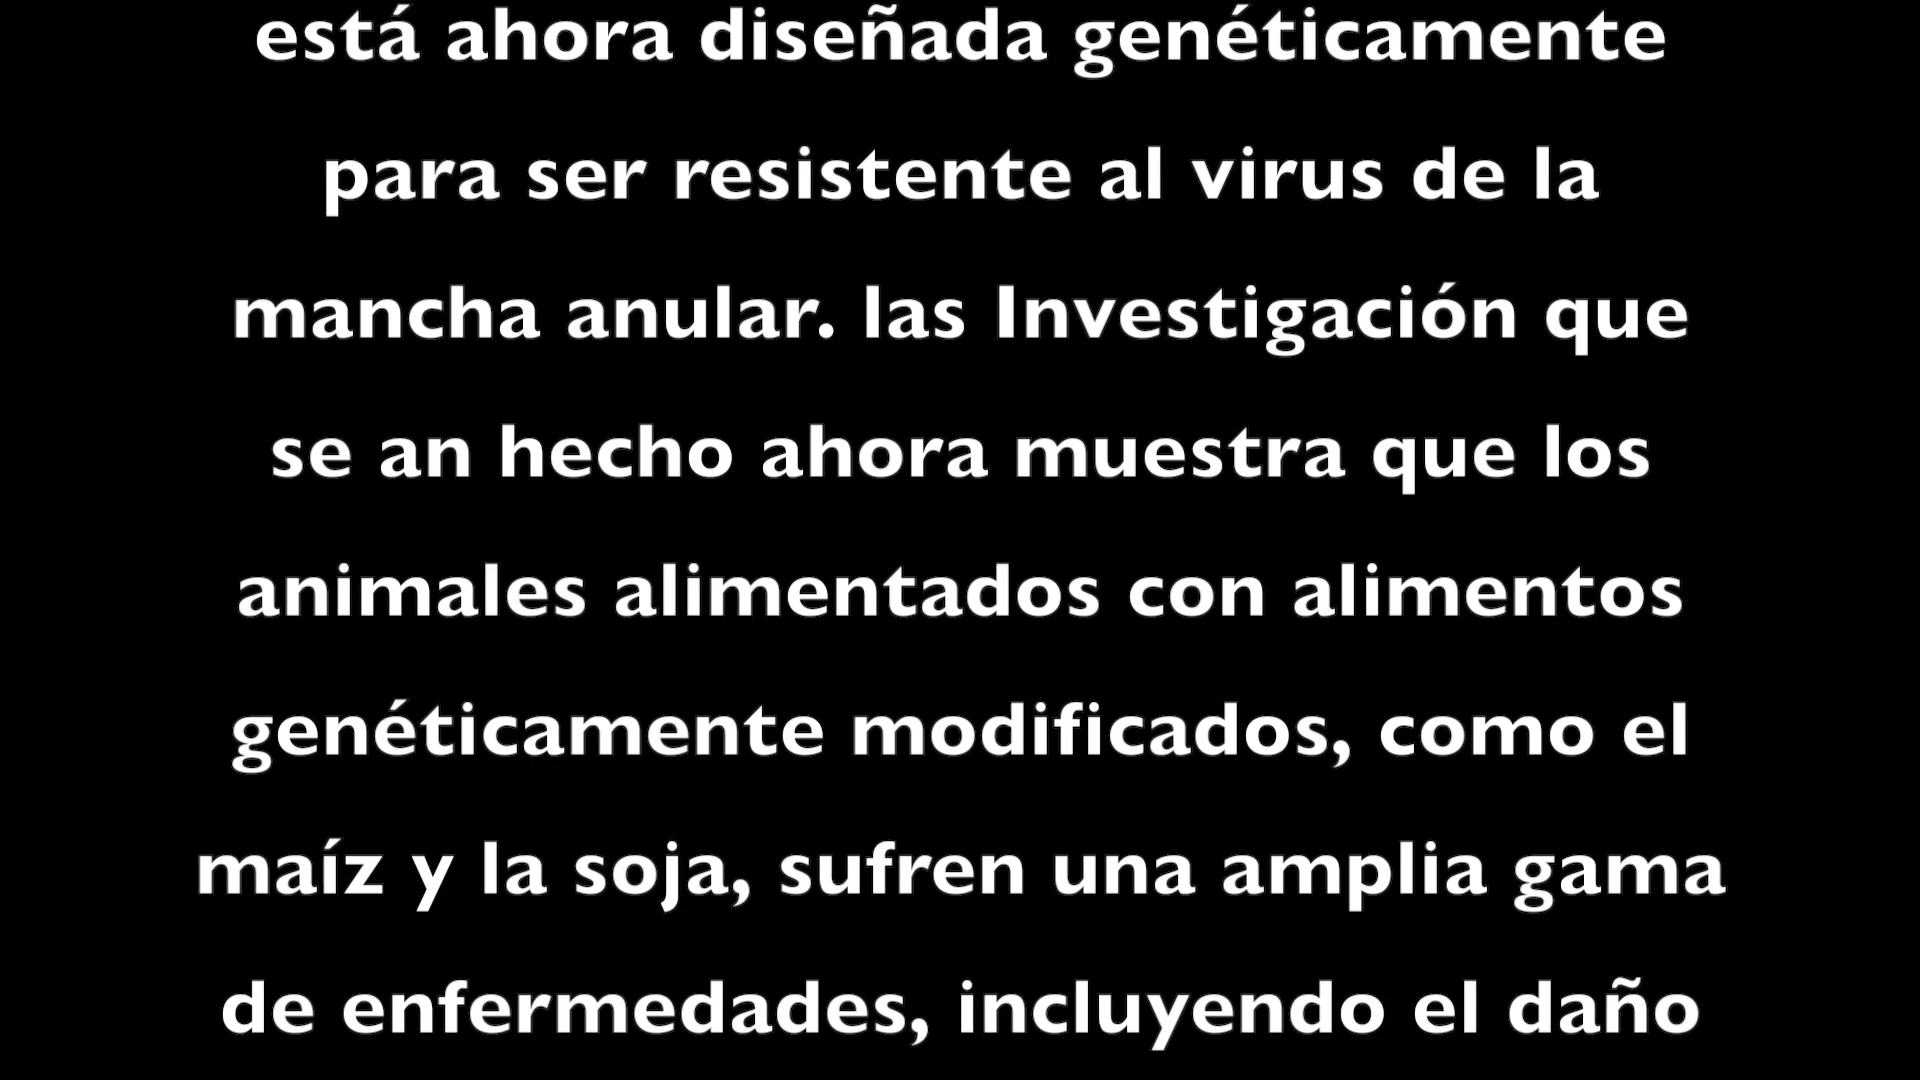 está ahora diseñada genéticamente
para ser resistente al virus de la
mancha anular. las Investigación que
se an hecho ahora muestra que los
animales alimentados con alimentos
genéticamente modificados, como el
maíz y la soja, sufren una amplia gama
de enfermedades, incluyendo el daño